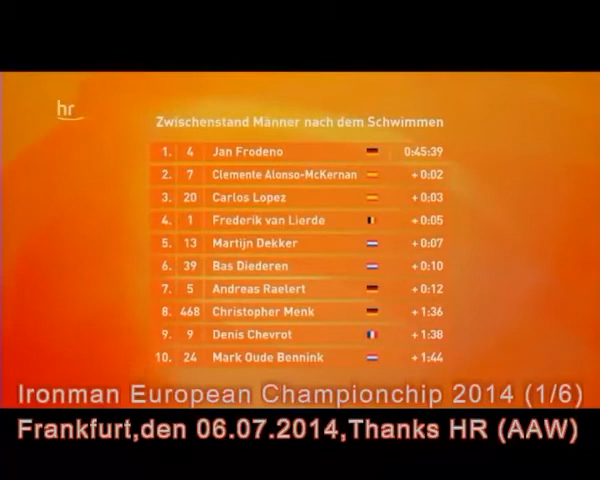 hr
Zwischenstand Männer nach dem Schwimmen
1. 4 Jan Frodeno 0:45:39
2. 7 Clemente Alonso-McKernan + 0:02
3. 20 Carlos Lopez + 0:03
4. 1 Frederik van Lierde + 0:05
5. 13 Martijn Dekker + 0:07
6. 39 Bas Diederen + 0:10
7. 5 Andreas Raelert + 0:12
8. 468 Christopher Menk + 1:36
9. 9 Denis Chevrot + 1:38
10. 24 Mark Oude Bennink + 1:44
Ironman European Championchip 2014 (1/6)
Frankfurt,den 06.07.2014,Thanks HR (AAW)